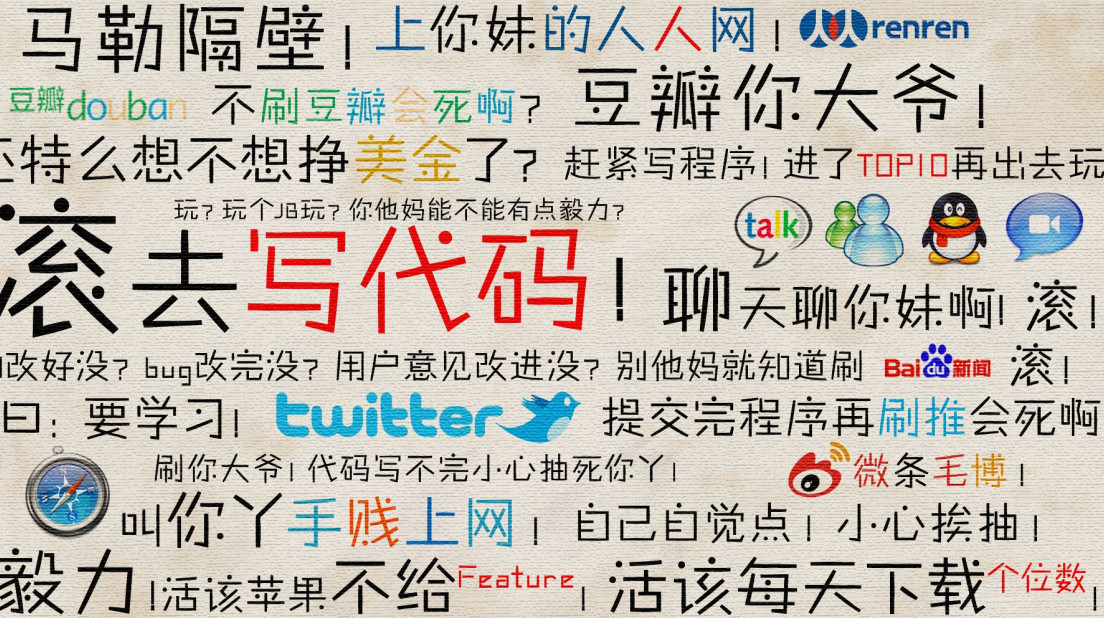 马勒隔壁！上你妹的人人网！renren
豆瓣douban 不刷豆瓣会死啊？豆瓣你大爷！
还特么想不想挣美金了？赶紧写程序！进了TOP10再出去玩
玩？玩个JB玩？你他妈能不能有点毅力？
talk
滚去写代码！聊天聊你妹啊！滚！
改好没？bug改完没？用户意见改进没？别他妈就知道刷 Baidu新闻 滚！
曰：要学习！twitter 提交完程序再刷推会死啊
刷你大爷！代码写不完小心抽死你丫！微条毛博！
叫你丫手贱上网！自己自觉点！小心挨抽！
毅力！活该苹果不给Feature！活该每天下载个位数！